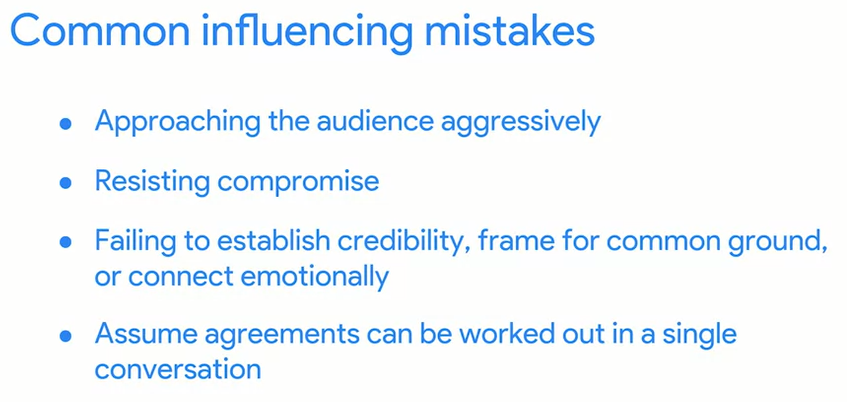 Common influencing mistakes
● Approaching the audience aggressively
● Resisting compromise
● Failing to establish credibility, frame for common ground,
or connect emotionally
● Assume agreements can be worked out in a single
conversation